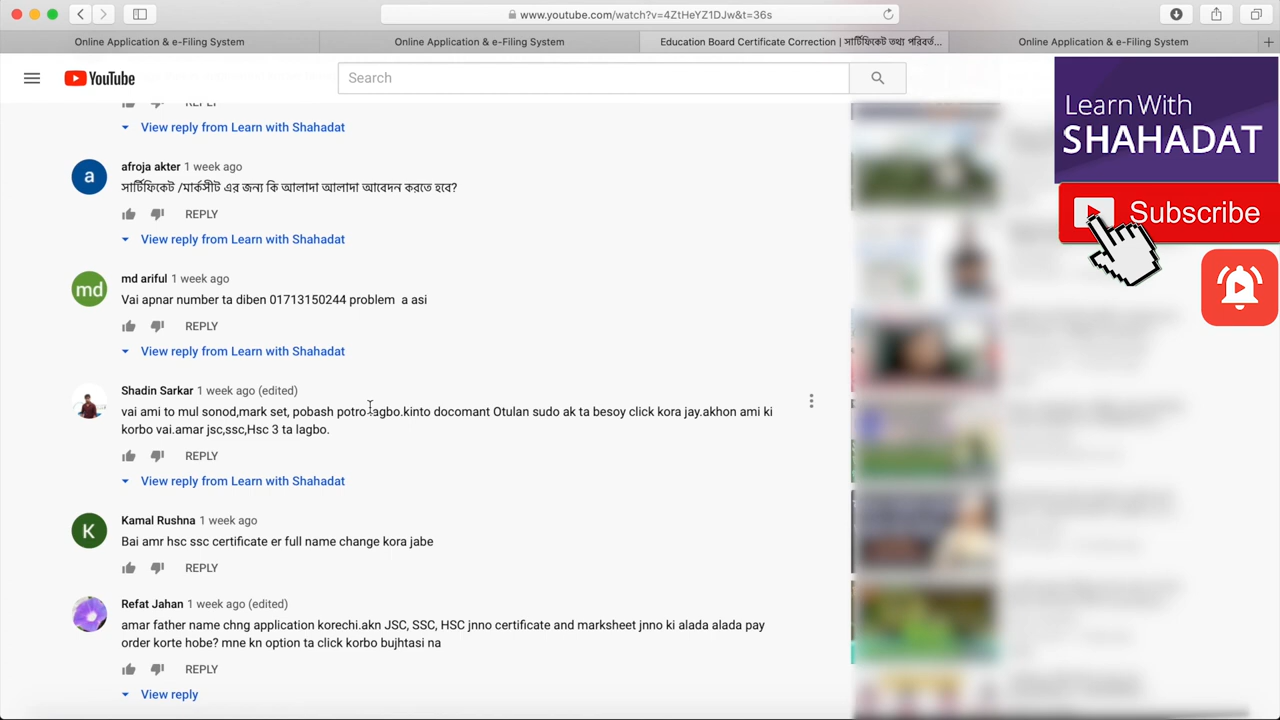 www.youtube.com/watch?v=4ZtHeYZ1DJw&t=36s
Online Application & e-Filing System
Online Application & e-Filing System
Education Board Certificate Correction | সার্টিফিকেট তথ্য পরিবর্ত...
Online Application & e-Filing System
YouTube
Search
Learn With
SHAHADAT
Subscribe
REPLY
View reply from Learn with Shahadat
a
afroja akter 1 week ago
সার্টিফিকেট /মার্কসীট এর জন্য কি আলাদা আলাদা আবেদন করতে হবে?
REPLY
View reply from Learn with Shahadat
md
md ariful 1 week ago
Vai apnar number ta diben 01713150244 problem a asi
REPLY
View reply from Learn with Shahadat
Shadin Sarkar 1 week ago (edited)
vai ami to mul sonod,mark set, pobash potro lagbo.kinto docomant Otulan sudo ak ta besoy click kora jay.akhon ami ki
korbo vai.amar jsc,ssc,Hsc 3 ta lagbo.
REPLY
View reply from Learn with Shahadat
K
Kamal Rushna 1 week ago
Bai amr hsc ssc certificate er full name change kora jabe
REPLY
Refat Jahan 1 week ago (edited)
amar father name chng application korechi.akn JSC, SSC, HSC jnno certificate and marksheet jnno ki alada alada pay
order korte hobe? mne kn option ta click korbo bujhtasi na
REPLY
View reply